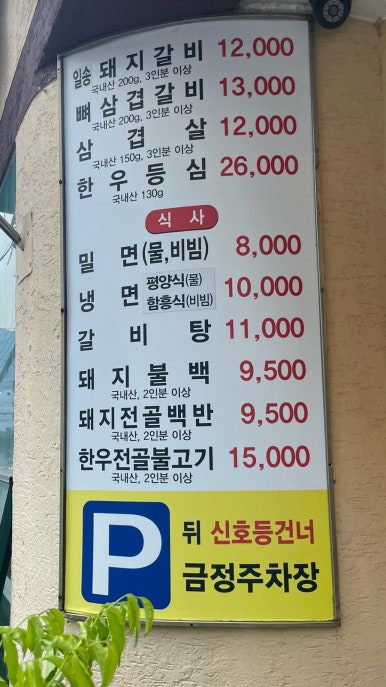 일송 돼지갈비 12,000
국내산 200g, 3인분 이상
뼈삼겹갈비 13,000
국내산 200g, 3인분 이상
삼겹살 12,000
국내산 150g, 3인분 이상
한우등심 26,000
국내산 130g
식사
밀면(물,비빔) 8,000
냉면 평양식(물) 함흥식(비빔) 10,000
갈비탕 11,000
돼지불백 9,500
국내산, 2인분 이상
돼지전골백반 9,500
국내산, 2인분 이상
한우전골불고기 15,000
국내산, 2인분 이상
P 뒤 신호등건너
금정주차장